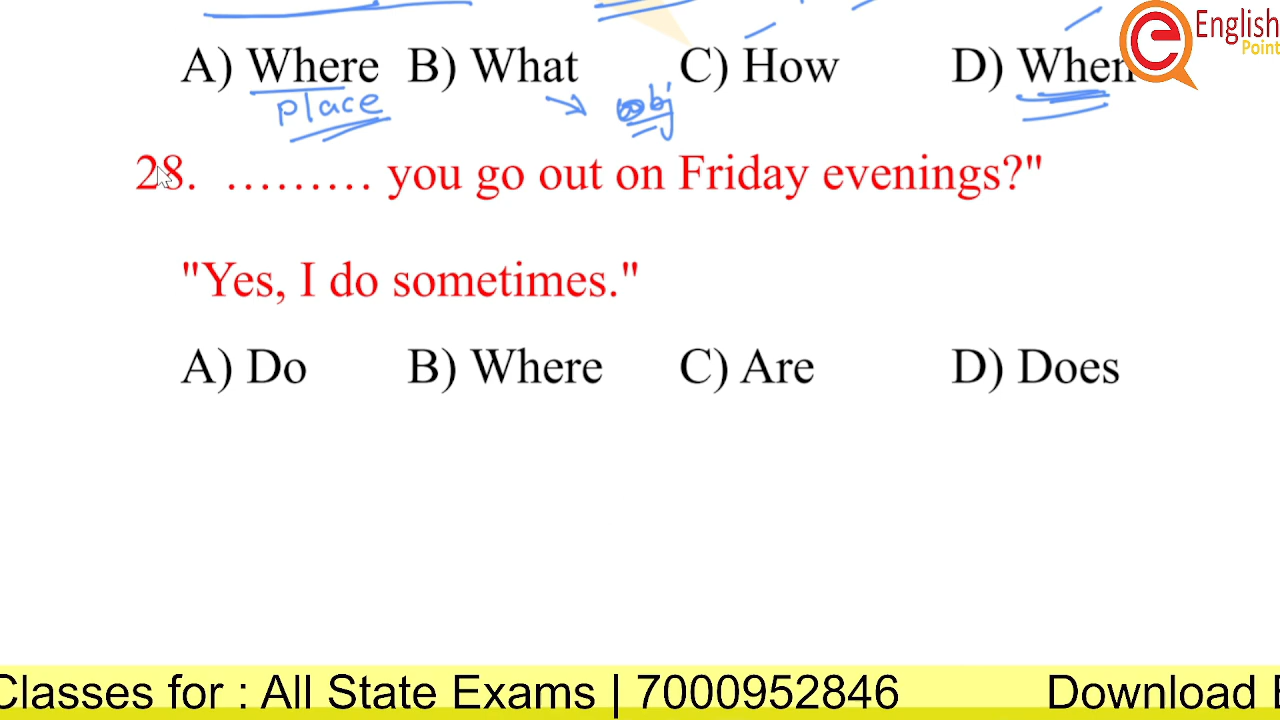 English
Point
A) Where B) What C) How D) When
place obj
28. ......... you go out on Friday evenings?"
"Yes, I do sometimes."
A) Do B) Where C) Are D) Does
Classes for : All State Exams | 7000952846 Download